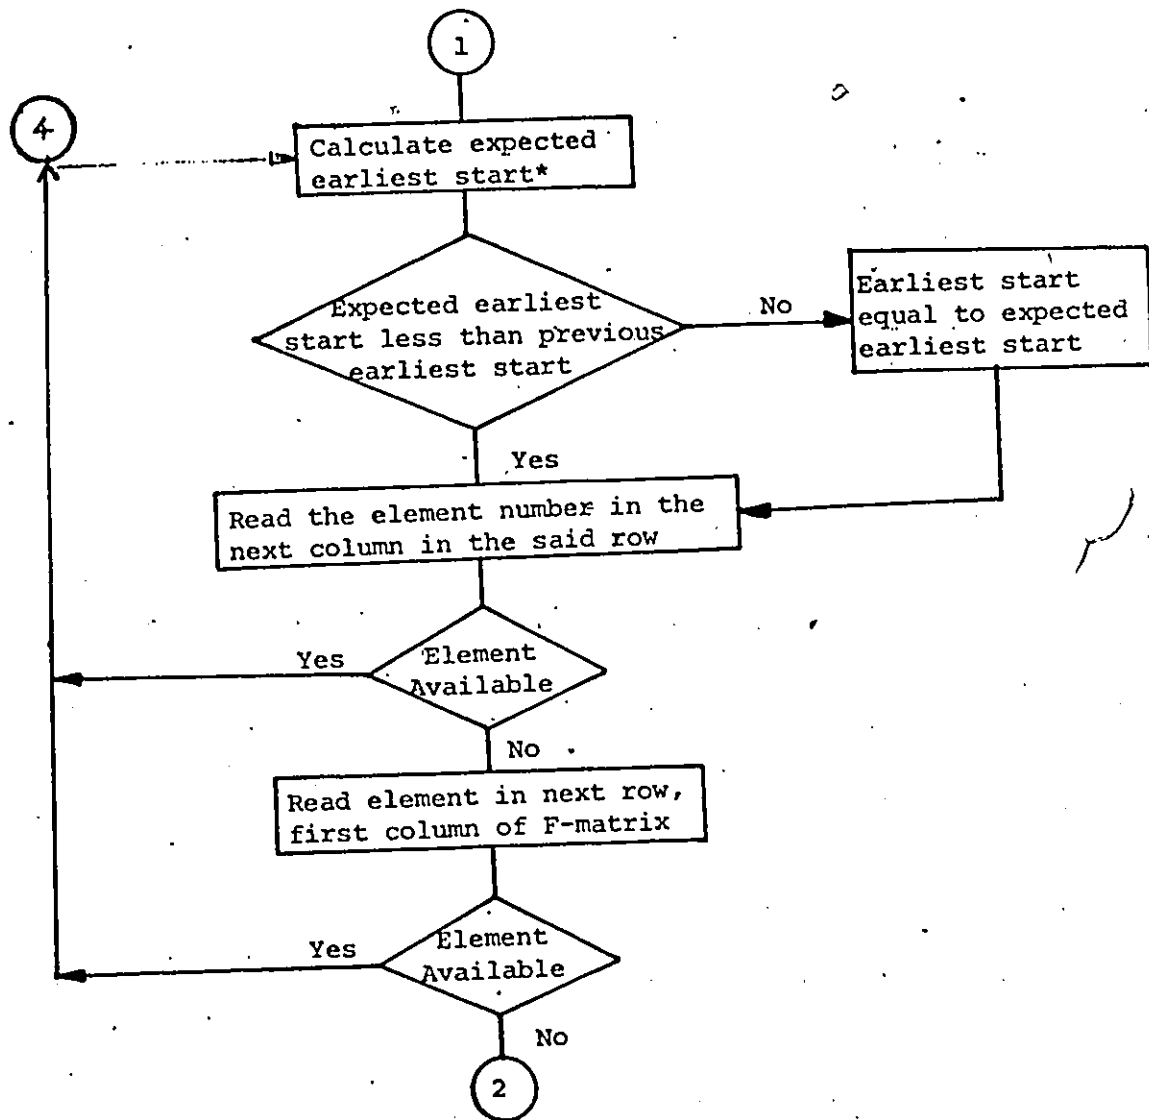 1
4
Calculate expected
earliest start*
Expected earliest
start less than previous
earliest start
No
Earliest start
equal to expected
earliest start
Yes
Read the element number in the
next column in the said row
Yes
Element
Available
No
Read element in next row,
first column of F-matrix
Yes
Element
Available
No
2